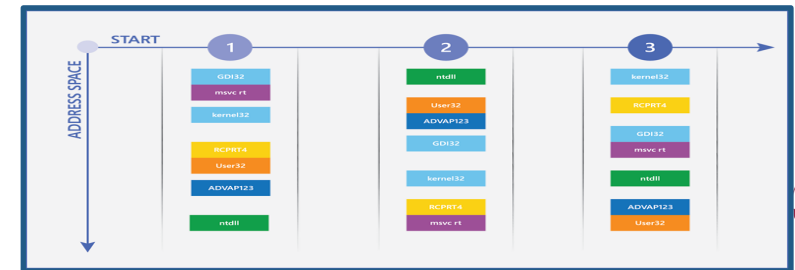 START
1
2
3
ADDRESS SPACE
GDI32
msvc rt
kernel32
RCPRT4
User32
ADVAP123
ntdll
ntdll
User32
ADVAP123
GDI32
kernel32
RCPRT4
msvc rt
kernel32
RCPRT4
GDI32
msvc rt
ntdll
ADVAP123
User32